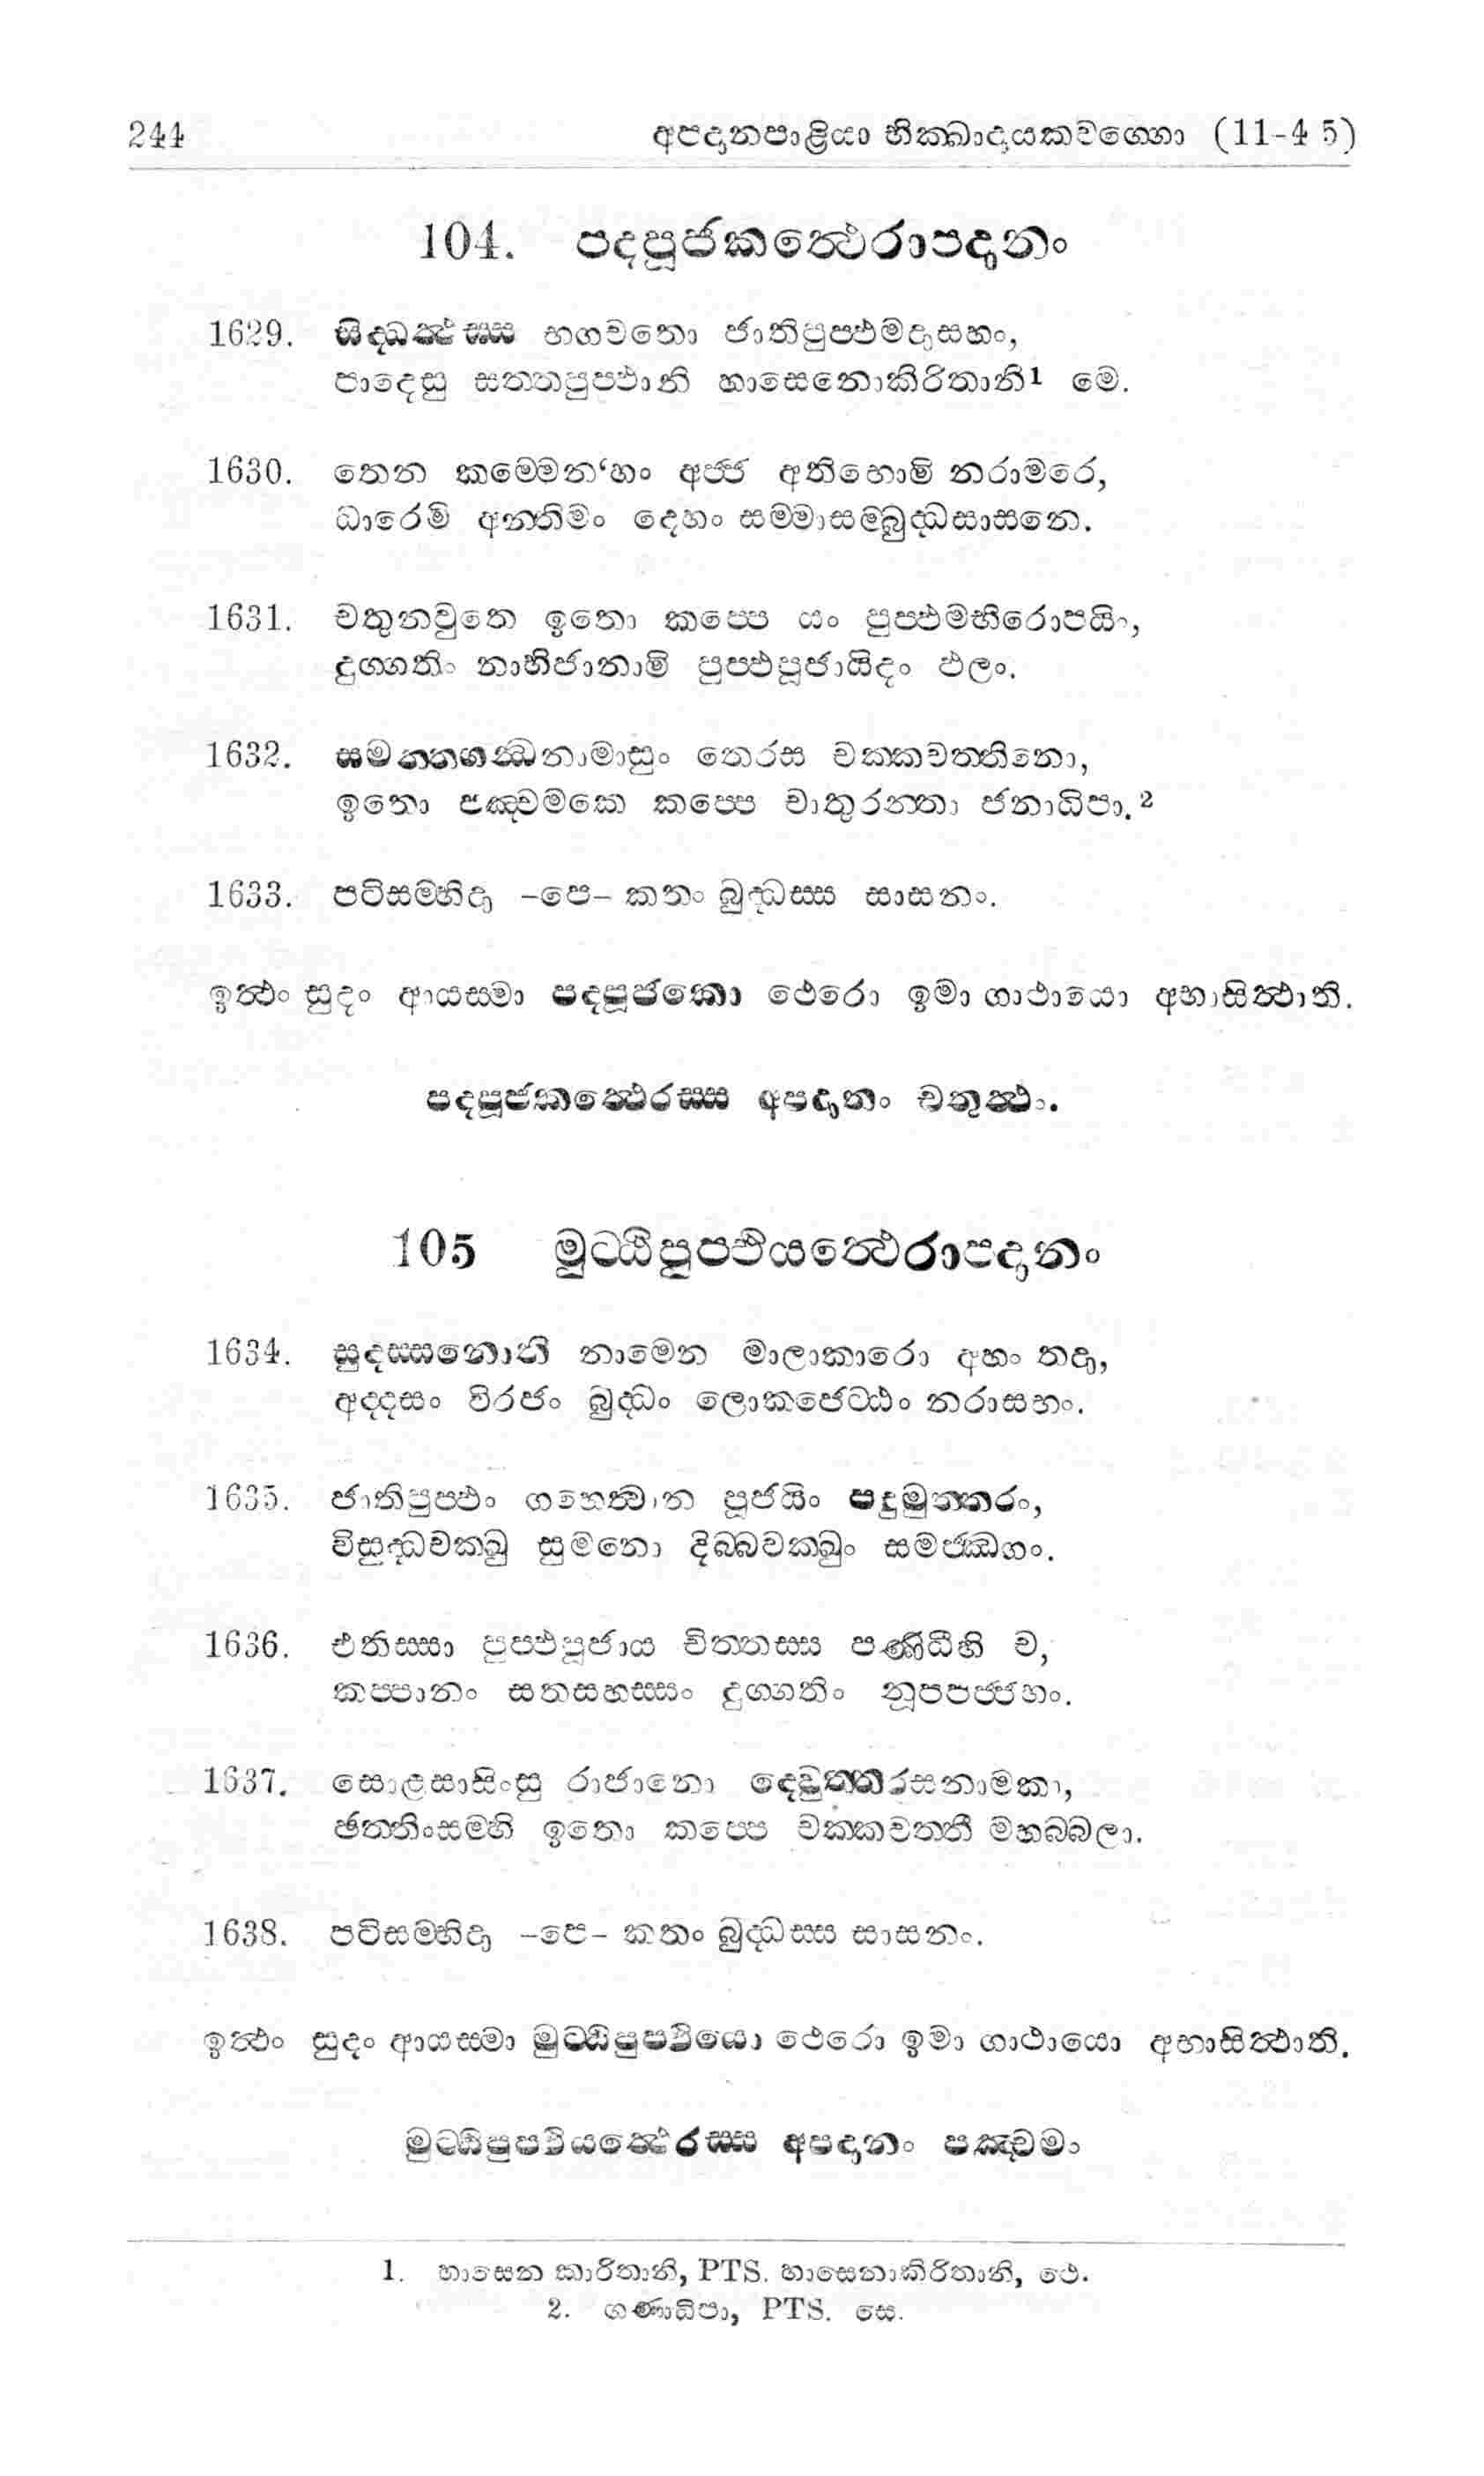 244 අපදානපාළියා භික්ඛාදායකවග්ගො (11-4 5)
104. පදපූජකත්ථෙරාපදානං
1629. සිද්ධත්ථස්ස භගවතො ජාතිපුප්ඵමදාසහං,
පාදෙසු සත්තපුප්ඵානි හාසෙනොකිරිතානි1 මෙ.
1630. තෙන කම්මෙන‘හං අජ්ජ අභිහොමි නරාමරෙ,
ධාරෙමි අන්තිමං දෙහං සම්මාසම්බුද්ධසාසනෙ.
1631. චතුනවුතෙ ඉතො කප්පෙ යං පුප්ඵමභිරොපයිං,
දුග්ගතිං නාභිජානාමි පුප්ඵපූජායිදං ඵලං.
1632. සමන්තගන්ධනාමාසුං තෙරස චක්කවත්තිනො,
ඉතො පඤ්චමකෙ කප්පෙ චාතුරන්තා ජනාධිපා.2
1633. පටිසම්භිදා -පෙ- කතං බුද්ධස්ස සාසනං.
ඉත්ථං සුදං ආයස්මා පදපූජකො ථෙරො ඉමා ගාථායො අභාසිත්ථාති.
පදපූජකත්ථෙරස්ස අපදානං චතුත්ථං.
105 මුට්ඨිපුප්ඵියත්ථෙරාපදානං
1634. සුදස්සනොති නාමෙන මාලාකාරො අහං තදා,
අද්දසං විරජං බුද්ධං ලොකජෙට්ඨං නරාසභං.
1635. ජාතිපුප්ඵං ගහෙත්වාන පූජයිං පදුමුත්තරං,
විසුද්ධචක්ඛු සුමනො දිබ්බචක්ඛුං සමජ්ඣගං.
1636. එතිස්සා පුප්ඵපූජාය චිත්තස්ස පණිධීහි ච,
කප්පානං සතසහස්සං දුග්ගතිං නූපපජ්ජහං.
1637. සොළසාසිංසු රාජානො දෙවුත්තරසනාමකා,
ඡත්තිංසම්හි ඉතො කප්පෙ චක්කවත්තී මහබ්බලා.
1638. පටිසම්භිදා -පෙ- කතං බුද්ධස්ස සාසනං.
ඉත්ථං සුදං ආයස්මා මුට්ඨිපුප්ඵියො ථෙරො ඉමා ගාථායො අභාසිත්ථාති.
මුට්ඨිපුප්ඵියත්ථෙරස්ස අපදානං පඤ්චමං
1. හාසෙන කාරිතානි, PTS. හාසෙනාකිරිතානි, ථෙ.
2. ගණාධිපා, PTS. සෙ.